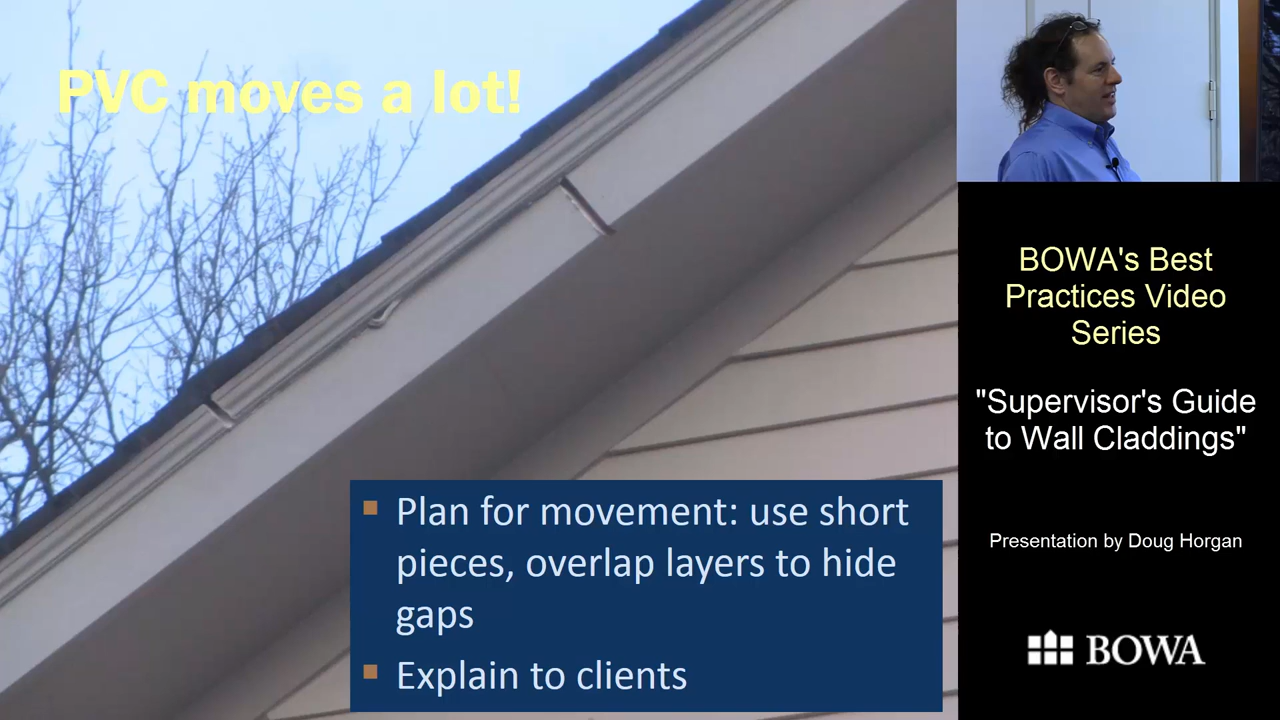 PVC moves a lot!
Plan for movement: use short
pieces, overlap layers to hide
gaps
Explain to clients
BOWA's Best
Practices Video
Series
"Supervisor's Guide
to Wall Claddings"
Presentation by Doug Horgan
BOWA